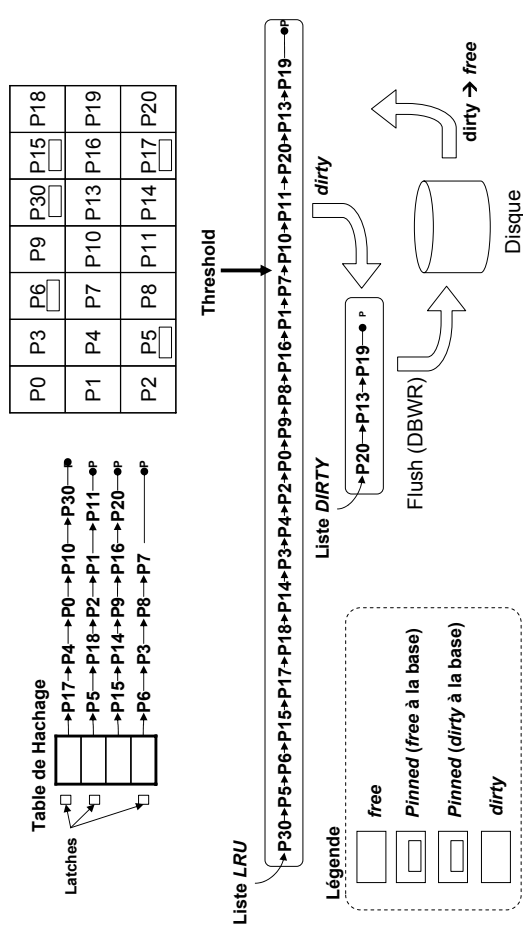 Table de Hachage
Latches
P17 P4 P0 P10 P30 P
P5 P18 P2 P1 P11 P
P15 P14 P9 P16 P20 P
P6 P3 P8 P7 P
P0 P3 P6 P9 P30 P15 P18
P1 P4 P7 P10 P13 P16 P19
P2 P5 P8 P11 P14 P17 P20
Threshold
Liste LRU
P30 P5 P6 P15 P17 P18 P14 P3 P4 P2 P0 P9 P8 P16 P1 P7 P10 P11 P20 P13 P19 P
dirty
Liste DIRTY
P20 P13 P19 P
Flush (DBWR)
Disque
dirty → free
Légende
free
Pinned (free à la base)
Pinned (dirty à la base)
dirty